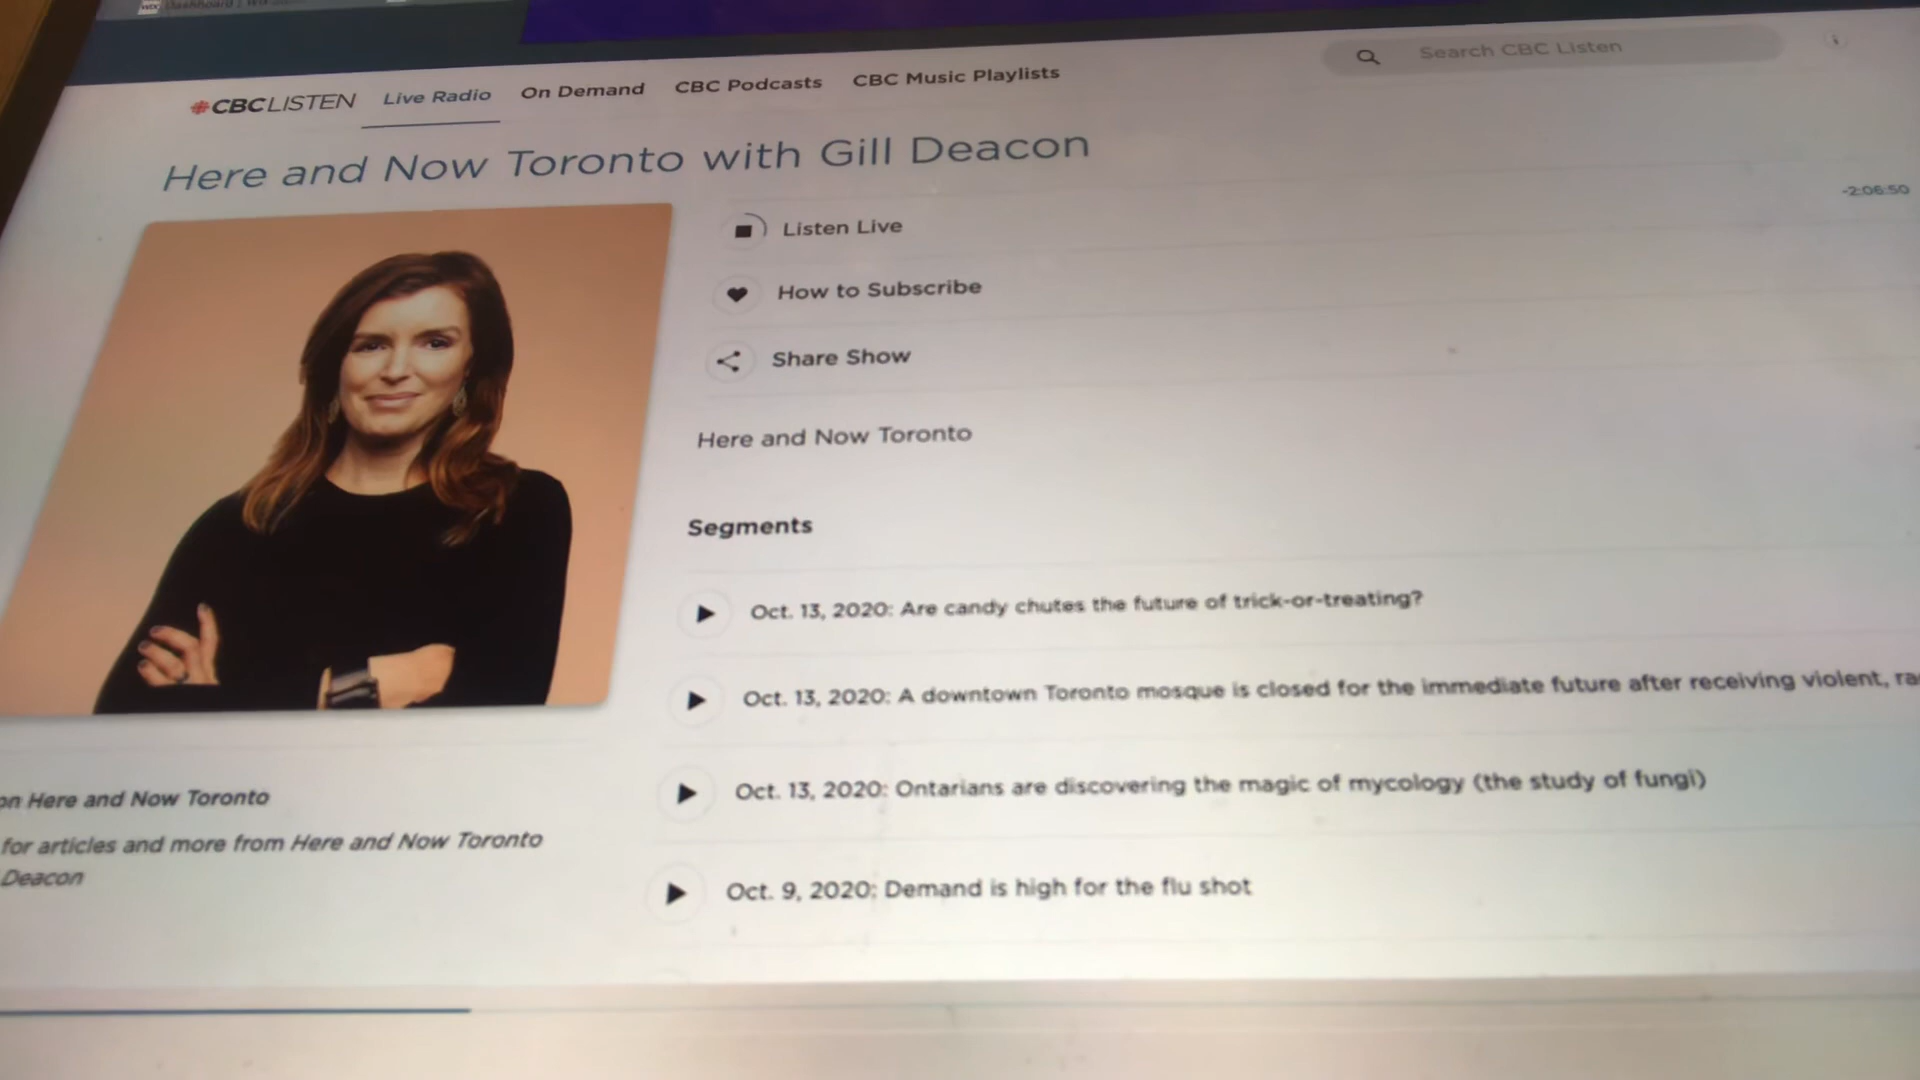 Dashboard |
CBCLISTEN
Live Radio
On Demand
CBC Podcasts
CBC Music Playlists
Search CBC Listen
Here and Now Toronto with Gill Deacon
-2:06:50
Listen Live
How to Subscribe
Share Show
Here and Now Toronto
Segments
Oct. 13, 2020: Are candy chutes the future of trick-or-treating?
Oct. 13, 2020: A downtown Toronto mosque is closed for the immediate future after receiving violent, ra
Oct. 13, 2020: Ontarians are discovering the magic of mycology (the study of fungi)
Oct. 9, 2020: Demand is high for the flu shot
on Here and Now Toronto
for articles and more from Here and Now Toronto
Deacon